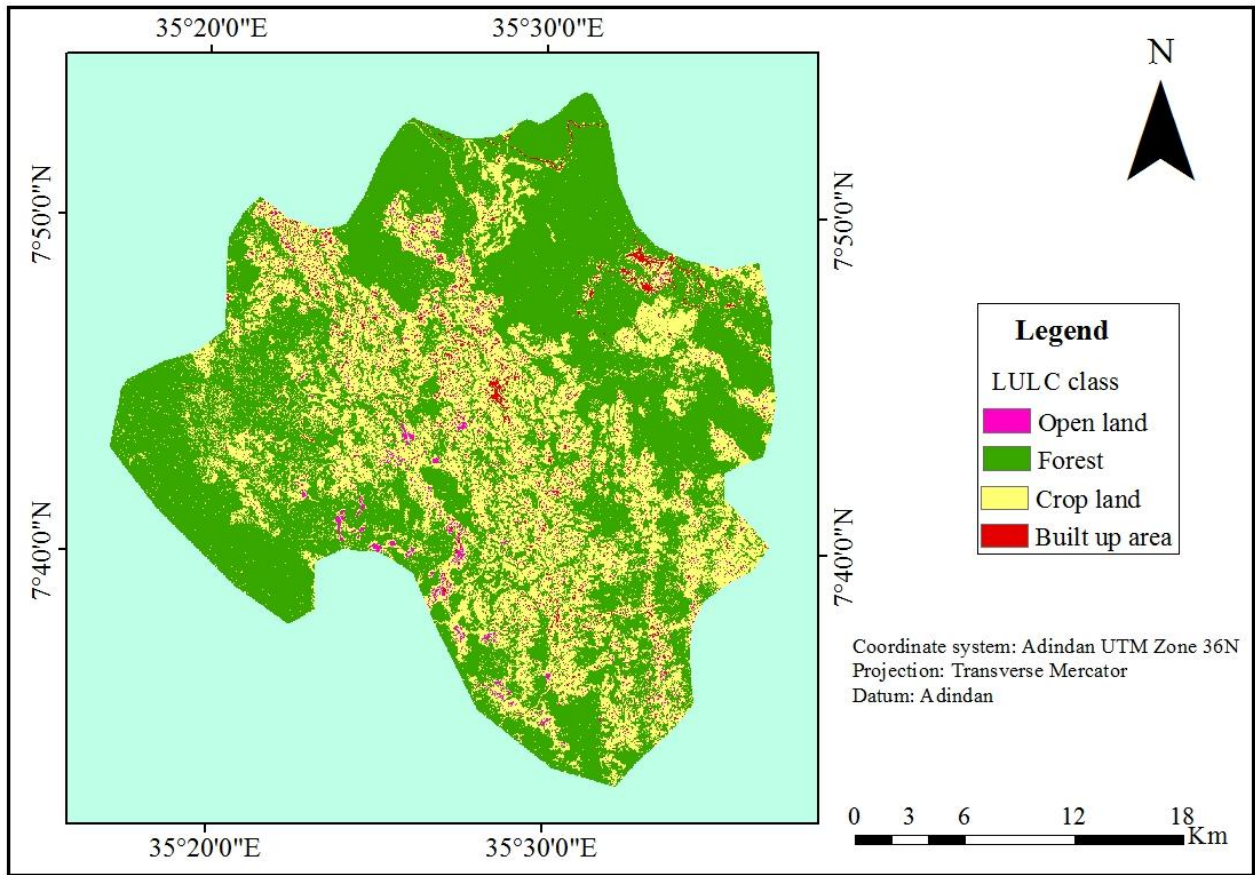 35°20'0"E 35°30'0"E
N
7°50'0"N 7°50'0"N
Legend
LULC class
Open land
Forest
Crop land
Built up area
7°40'0"N 7°40'0"N
Coordinate system: Adindan UTM Zone 36N
Projection: Transverse Mercator
Datum: Adindan
0 3 6 12 18
Km
35°20'0"E 35°30'0"E